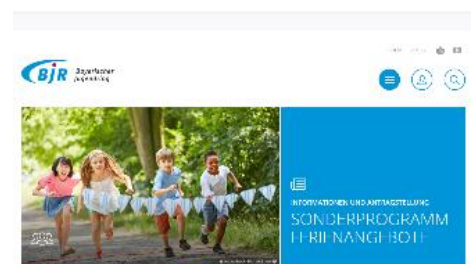 BJR
Bayerischer
Jugendring
INFORMATIONEN UND ANTRAGSTELLUNG
SONDERPROGRAMM
FERIENANGEBOTE